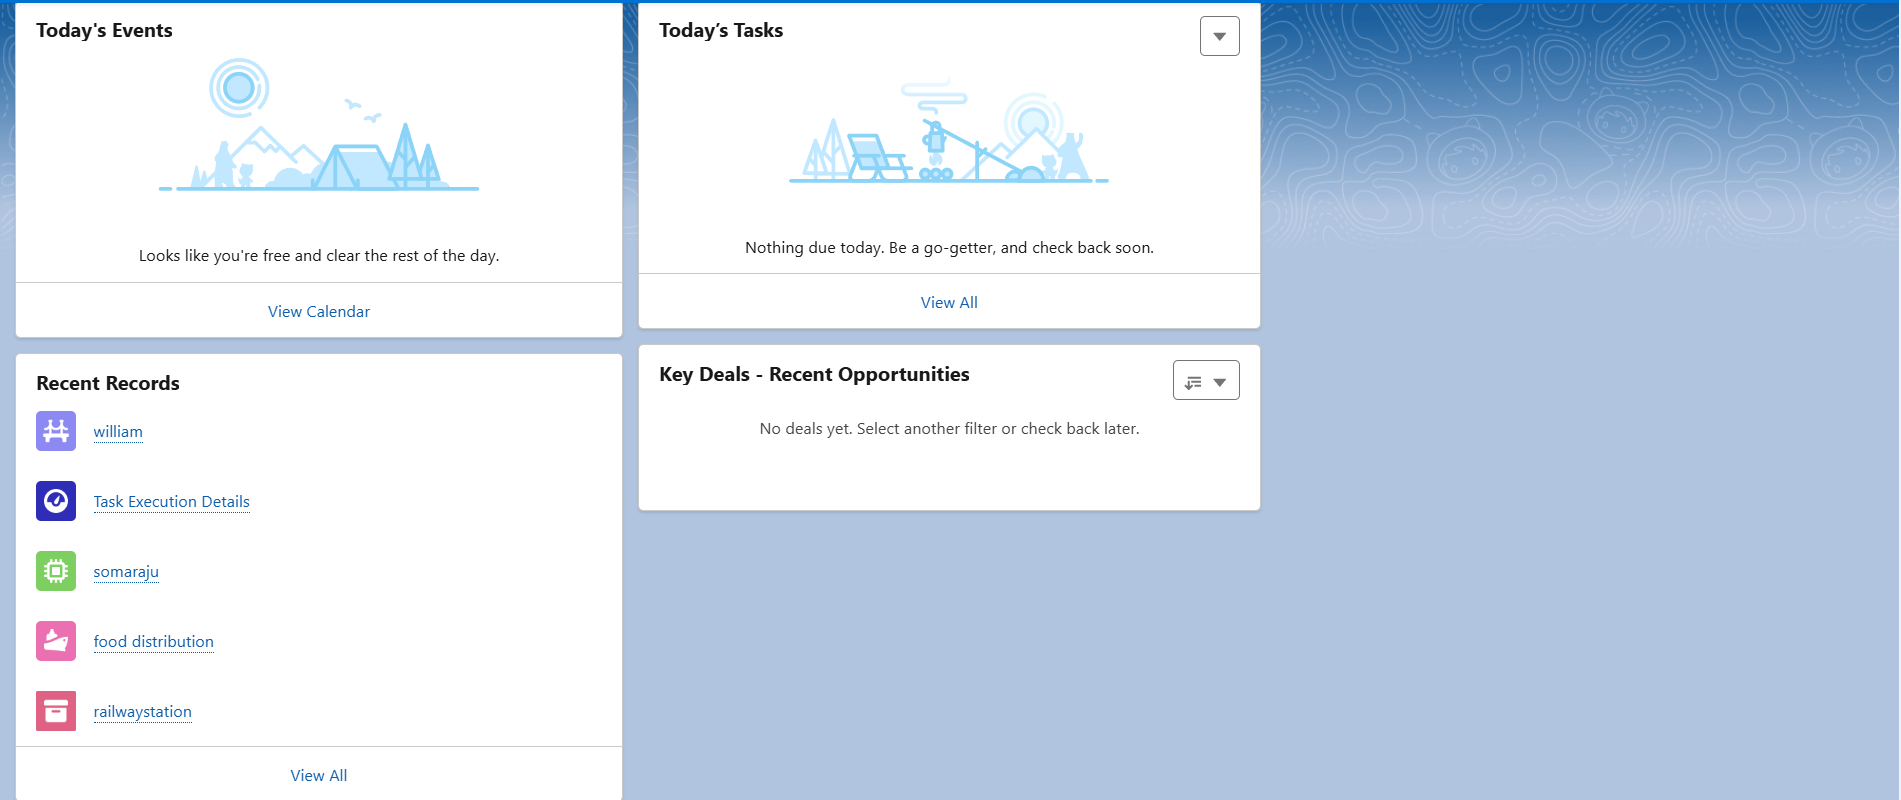 Today's Events
Looks like you're free and clear the rest of the day.
View Calendar
Today’s Tasks
Nothing due today. Be a go-getter, and check back soon.
View All
Recent Records
william
Task Execution Details
somaraju
food distribution
railwaystation
View All
Key Deals - Recent Opportunities
No deals yet. Select another filter or check back later.